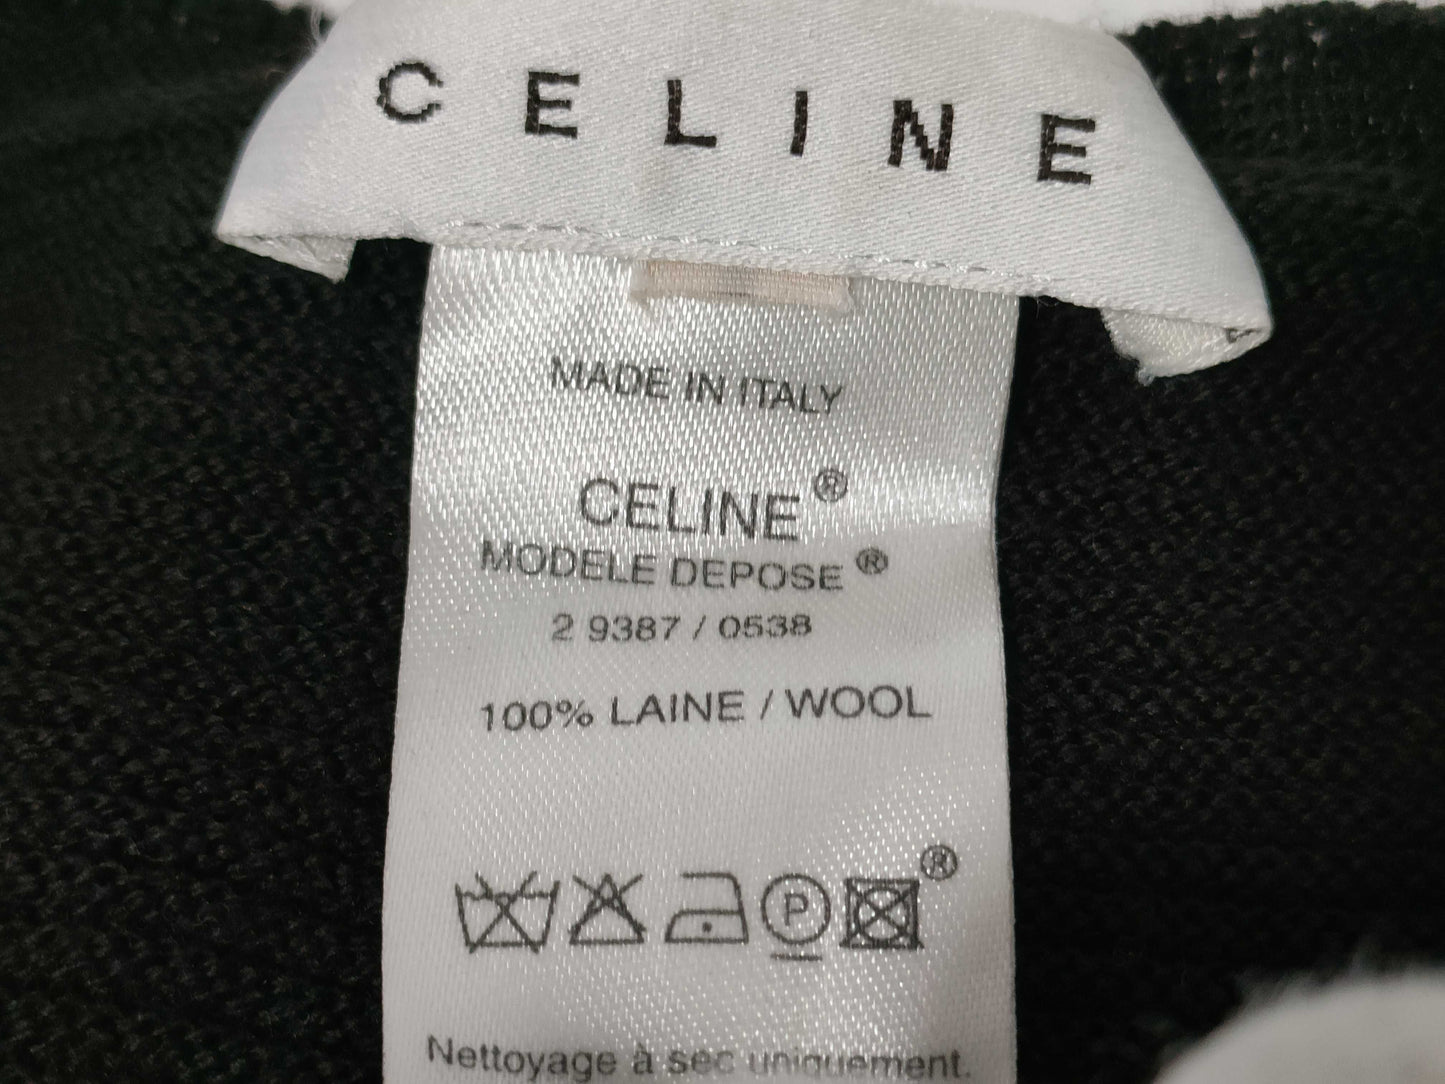 CELINE
MADE IN ITALY
CELINE®
MODELE DEPOSE®
2 9387 / 0538
100% LAINE / WOOL
P ®
Nettoyage à sec uniquement.